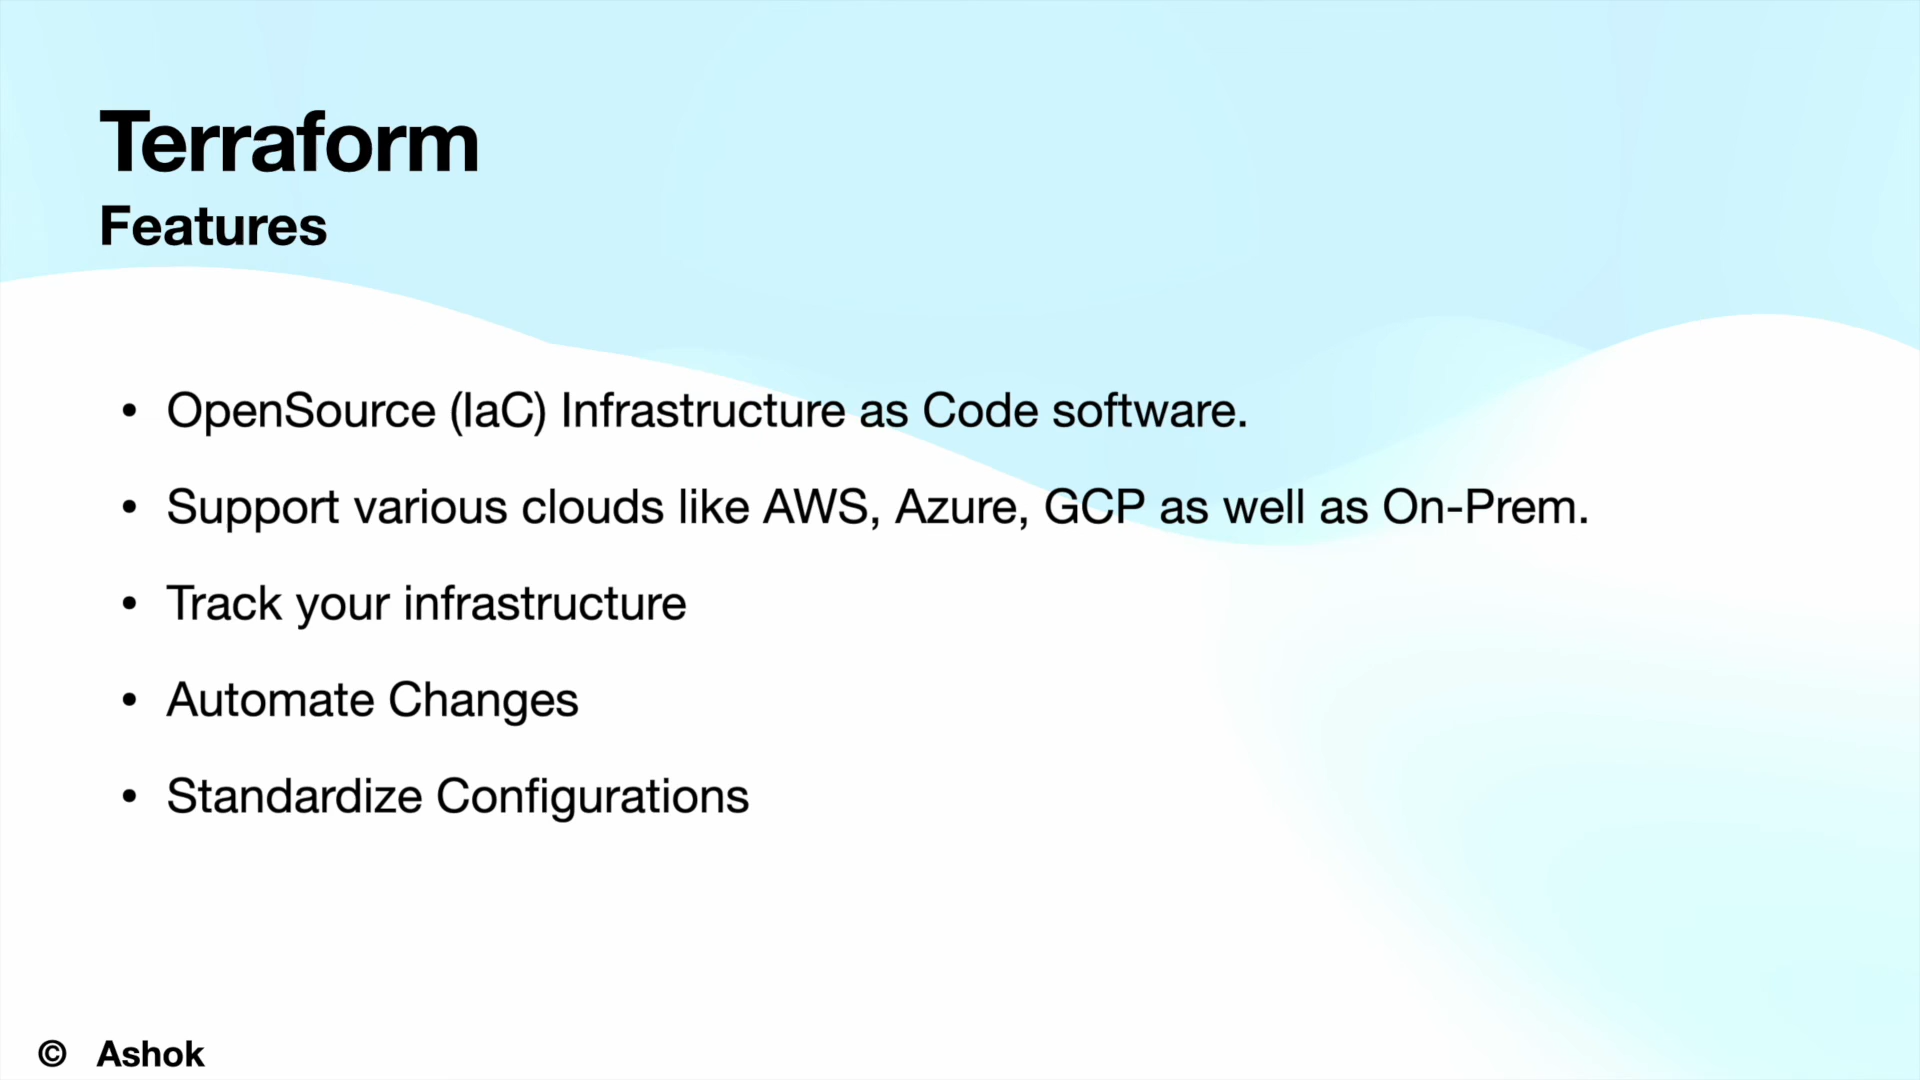 Terraform
Features
• OpenSource (IaC) Infrastructure as Code software.
• Support various clouds like AWS, Azure, GCP as well as On-Prem.
• Track your infrastructure
• Automate Changes
• Standardize Configurations
© Ashok